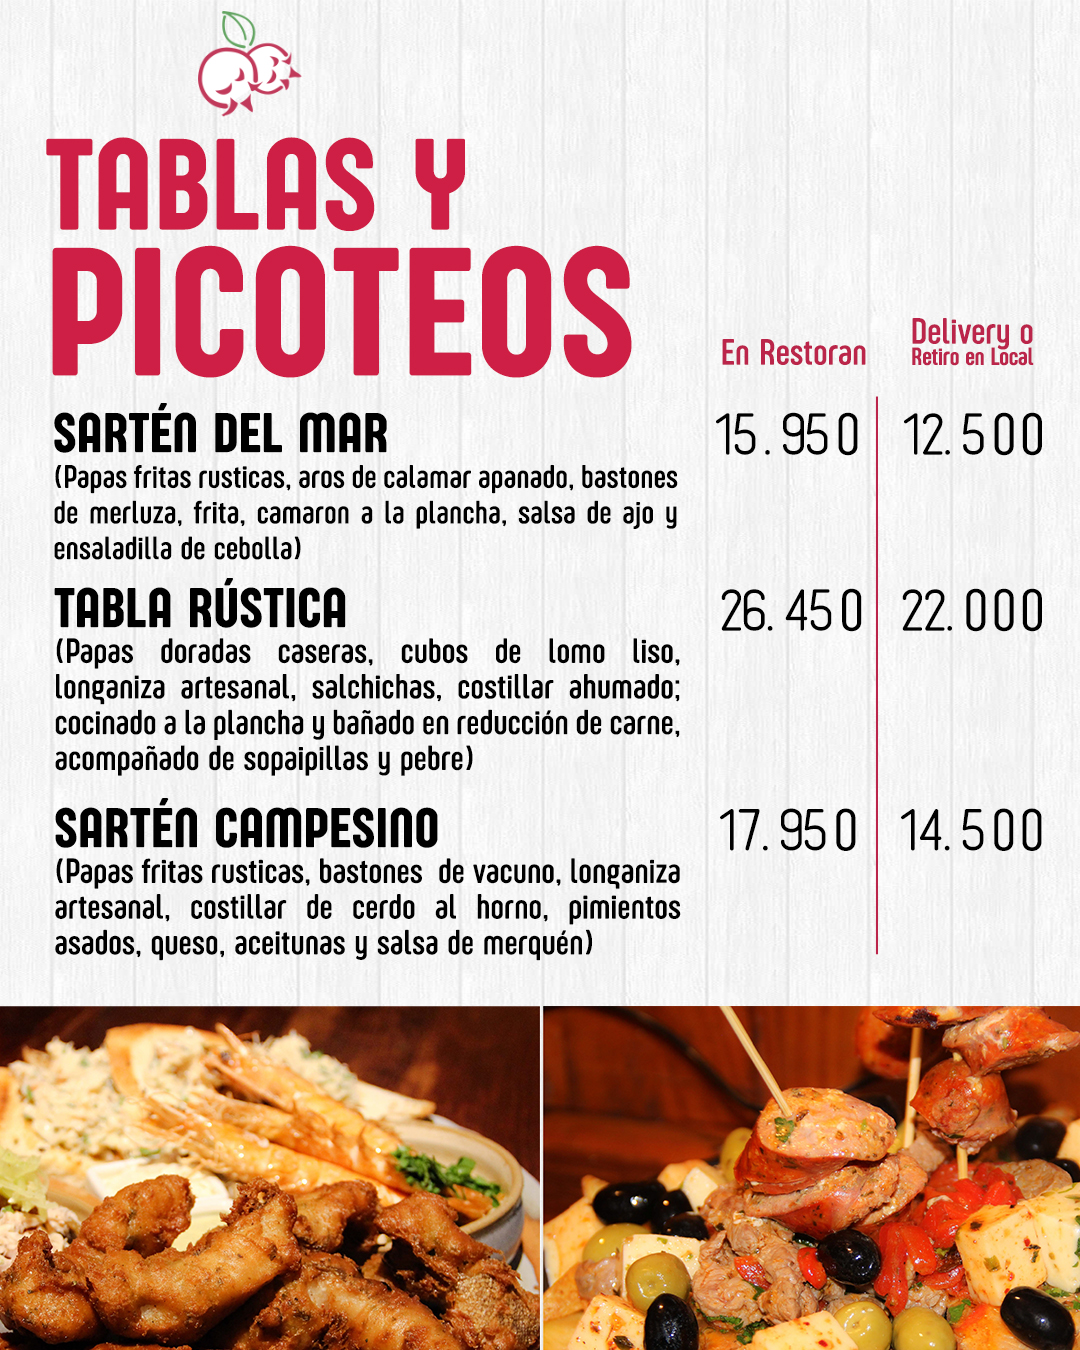 TABLAS Y
PICOTEOS
En Restoran
Delivery o
Retiro en Local
SARTÉN DEL MAR
15.950
12.500
(Papas fritas rusticas, aros de calamar apanado, bastones
de merluza, frita, camaron a la plancha, salsa de ajo y
ensaladilla de cebolla)
TABLA RÚSTICA
26.450
22.000
(Papas doradas caseras, cubos de lomo liso,
longaniza artesanal, salchichas, costillar ahumado;
cocinado a la plancha y bañado en reducción de carne,
acompañado de sopaipillas y pebre)
SARTÉN CAMPESINO
17.950
14.500
(Papas fritas rusticas, bastones de vacuno, longaniza
artesanal, costillar de cerdo al horno, pimientos
asados, queso, aceitunas y salsa de merquén)